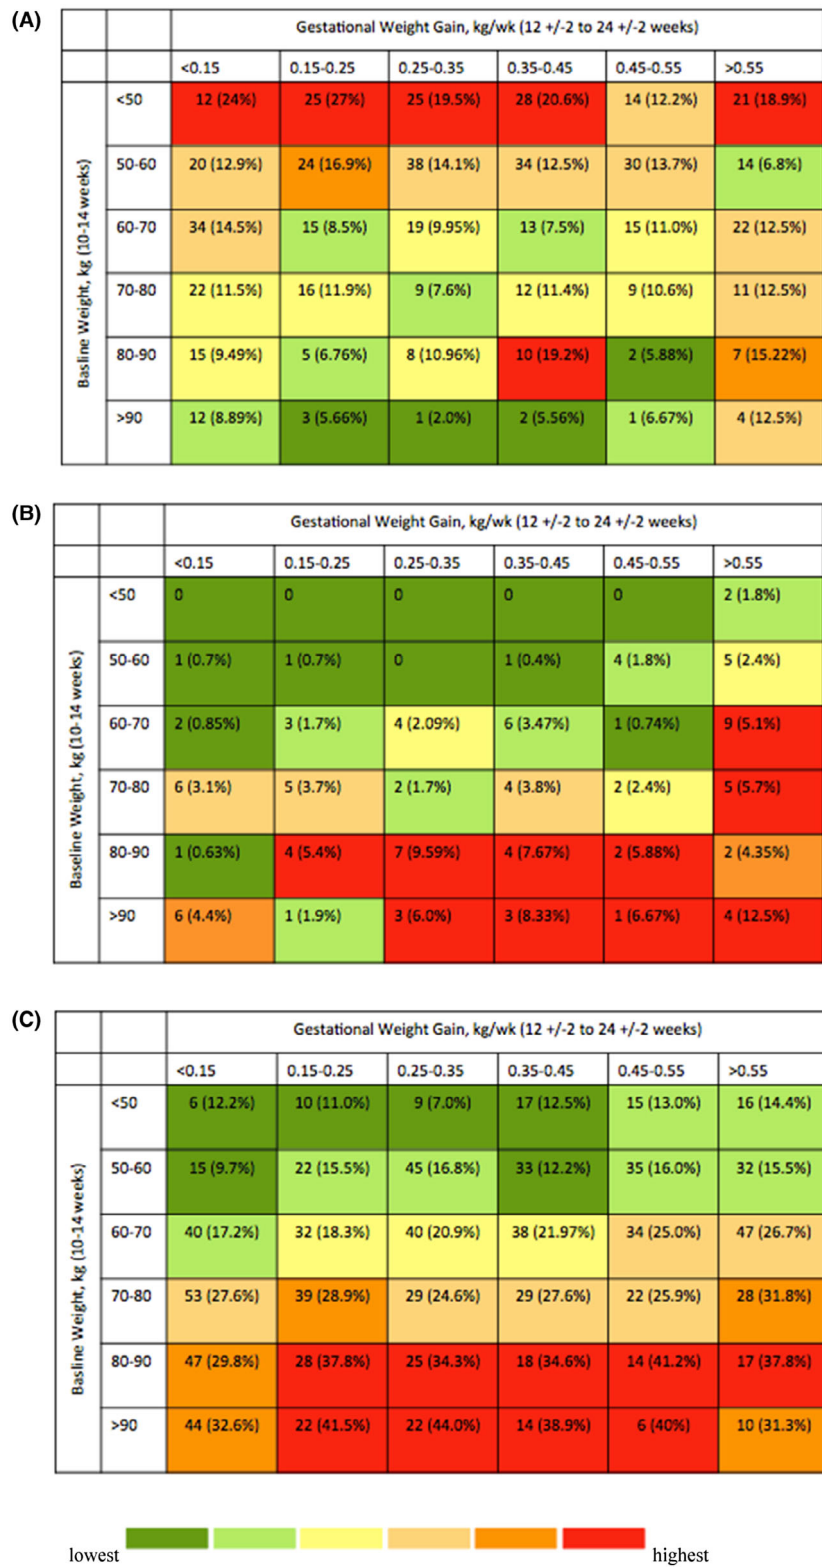 (A)
Gestational Weight Gain, kg/wk (12 +/-2 to 24 +/-2 weeks)
<0.15 0.15-0.25 0.25-0.35 0.35-0.45 0.45-0.55 >0.55
Basline Weight, kg (10-14 weeks)
<50 12 (24%) 25 (27%) 25 (19.5%) 28 (20.6%) 14 (12.2%) 21 (18.9%)
50-60 20 (12.9%) 24 (16.9%) 38 (14.1%) 34 (12.5%) 30 (13.7%) 14 (6.8%)
60-70 34 (14.5%) 15 (8.5%) 19 (9.95%) 13 (7.5%) 15 (11.0%) 22 (12.5%)
70-80 22 (11.5%) 16 (11.9%) 9 (7.6%) 12 (11.4%) 9 (10.6%) 11 (12.5%)
80-90 15 (9.49%) 5 (6.76%) 8 (10.96%) 10 (19.2%) 2 (5.88%) 7 (15.22%)
>90 12 (8.89%) 3 (5.66%) 1 (2.0%) 2 (5.56%) 1 (6.67%) 4 (12.5%)
(B)
Gestational Weight Gain, kg/wk (12 +/-2 to 24 +/-2 weeks)
<0.15 0.15-0.25 0.25-0.35 0.35-0.45 0.45-0.55 >0.55
Baseline Weight, kg (10-14 weeks)
<50 0 0 0 0 0 2 (1.8%)
50-60 1 (0.7%) 1 (0.7%) 0 1 (0.4%) 4 (1.8%) 5 (2.4%)
60-70 2 (0.85%) 3 (1.7%) 4 (2.09%) 6 (3.47%) 1 (0.74%) 9 (5.1%)
70-80 6 (3.1%) 5 (3.7%) 2 (1.7%) 4 (3.8%) 2 (2.4%) 5 (5.7%)
80-90 1 (0.63%) 4 (5.4%) 7 (9.59%) 4 (7.67%) 2 (5.88%) 2 (4.35%)
>90 6 (4.4%) 1 (1.9%) 3 (6.0%) 3 (8.33%) 1 (6.67%) 4 (12.5%)
(C)
Gestational Weight Gain, kg/wk (12 +/-2 to 24 +/-2 weeks)
<0.15 0.15-0.25 0.25-0.35 0.35-0.45 0.45-0.55 >0.55
Basline Weight, kg (10-14 weeks)
<50 6 (12.2%) 10 (11.0%) 9 (7.0%) 17 (12.5%) 15 (13.0%) 16 (14.4%)
50-60 15 (9.7%) 22 (15.5%) 45 (16.8%) 33 (12.2%) 35 (16.0%) 32 (15.5%)
60-70 40 (17.2%) 32 (18.3%) 40 (20.9%) 38 (21.97%) 34 (25.0%) 47 (26.7%)
70-80 53 (27.6%) 39 (28.9%) 29 (24.6%) 29 (27.6%) 22 (25.9%) 28 (31.8%)
80-90 47 (29.8%) 28 (37.8%) 25 (34.3%) 18 (34.6%) 14 (41.2%) 17 (37.8%)
>90 44 (32.6%) 22 (41.5%) 22 (44.0%) 14 (38.9%) 6 (40%) 10 (31.3%)
lowest highest